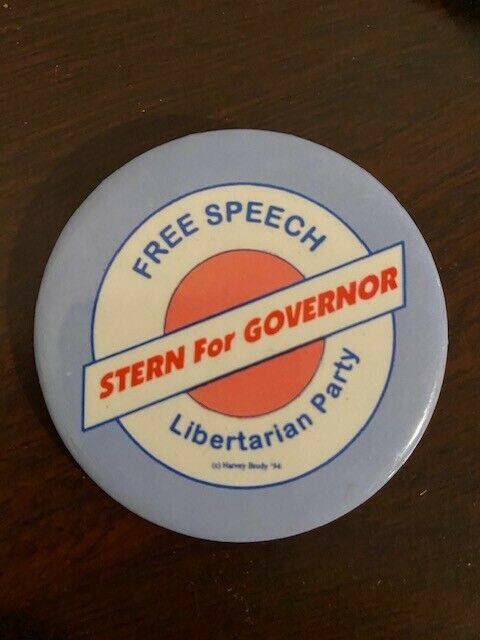 FREE SPEECH
STERN For GOVERNOR
Libertarian Party
(c) Harvey Brody '94